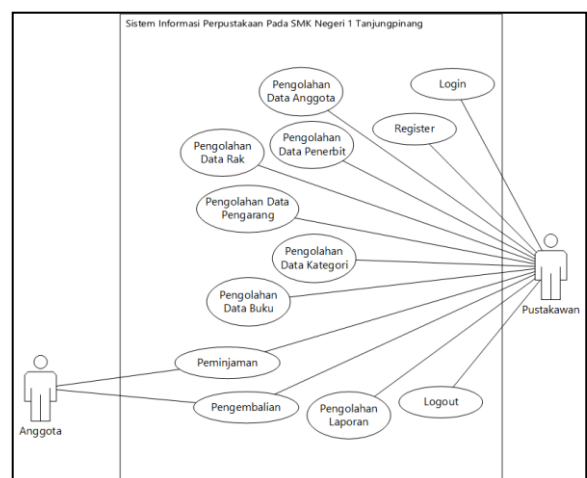 Sistem Informasi Perpustakaan Pada SMK Negeri 1 Tanjungpinang
Pengolahan
Data Anggota
Login
Register
Pengolahan
Data Penerbit
Pengolahan
Data Rak
Pengolahan Data
Pengarang
Pengolahan
Data Kategori
Pengolahan
Data Buku
Pustakawan
Peminjaman
Pengembalian
Pengolahan
Laporan
Logout
Anggota